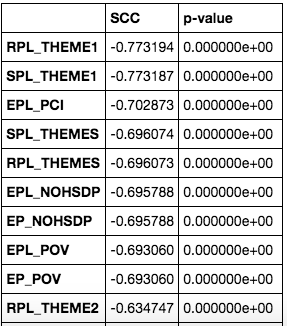 SCC p-value
RPL_THEME1 -0.773194 0.000000e+00
SPL_THEME1 -0.773187 0.000000e+00
EPL_PCI -0.702873 0.000000e+00
SPL_THEMES -0.696074 0.000000e+00
RPL_THEMES -0.696073 0.000000e+00
EPL_NOHSDP -0.695788 0.000000e+00
EP_NOHSDP -0.695788 0.000000e+00
EPL_POV -0.693060 0.000000e+00
EP_POV -0.693060 0.000000e+00
RPL_THEME2 -0.634747 0.000000e+00